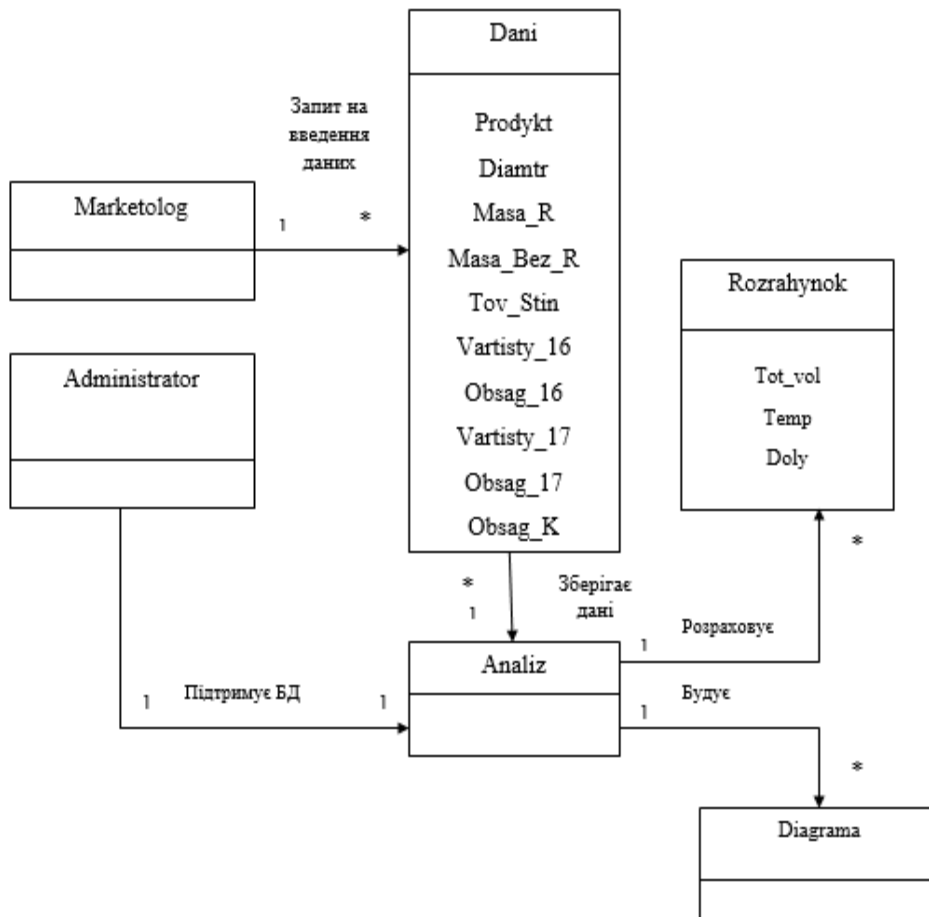 Dani
Prodykt
Diamtr
Masa_R
Masa_Bez_R
Tov_Stin
Vartisty_16
Obsag_16
Vartisty_17
Obsag_17
Obsag_K
Запит на
введення
даних
1
*
Marketolog
Administrator
Rozrahynok
Tot_vol
Temp
Doly
*
1
Зберігає
дані
*
Розраховує
1
Analiz
Підтримує БД
1
1
Будує
1
*
Diagrama